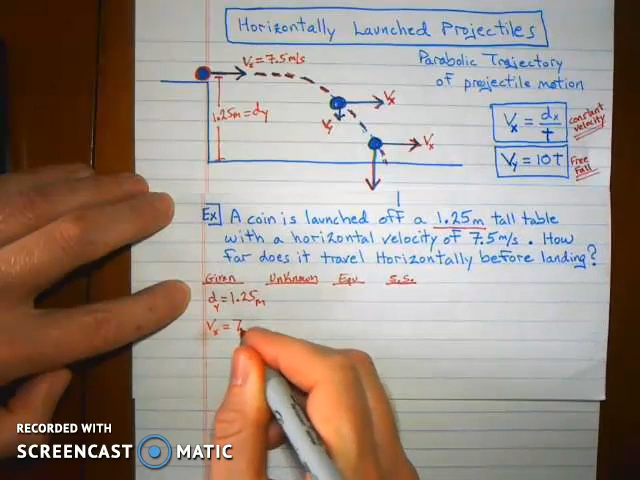 Horizontally Launched Projectiles
Vx = 7.5m/s
Parabolic Trajectory
of projectile motion
1.25m = dy
Vx
Vy
Vx
Vx = dx/t
constant velocity
Vy = 10t
Free Fall
Ex A coin is launched off a 1.25m tall table
with a horizontal velocity of 7.5m/s. How
far does it travel Horizontally before landing?
Given Unknown Equ S.S.
dy = 1.25m
Vx = 7
RECORDED WITH
SCREENCAST MATIC